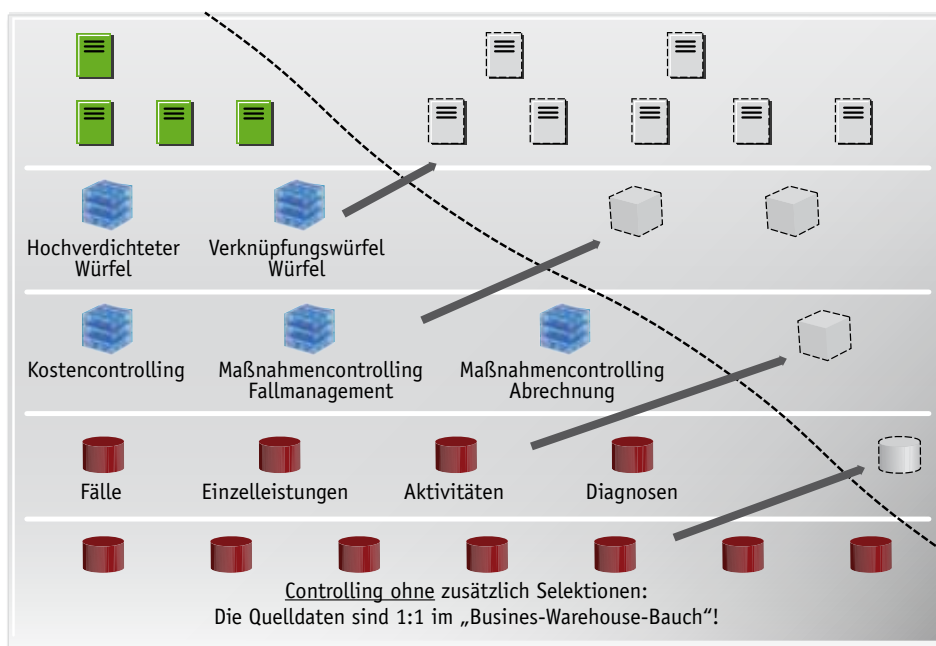 Hochverdichteter
Würfel
Verknüpfungswürfel
Würfel
Kostencontrolling
Maßnahmencontrolling
Fallmanagement
Maßnahmencontrolling
Abrechnung
Fälle
Einzelleistungen
Aktivitäten
Diagnosen
Controlling ohne zusätzlich Selektionen:
Die Quelldaten sind 1:1 im „Busines-Warehouse-Bauch“!